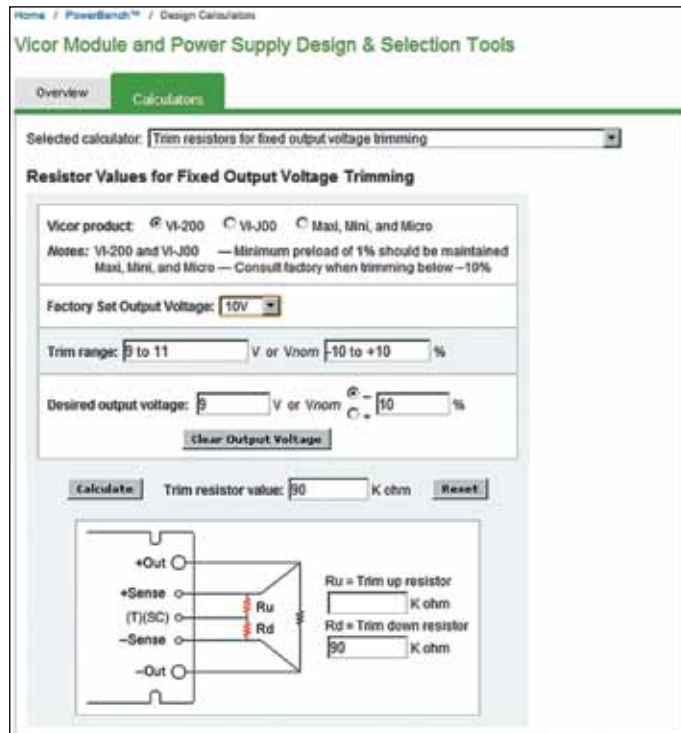 Home / PowerBench™ / Design Calculators
Vicor Module and Power Supply Design & Selection Tools
Overview Calculators
Selected calculator: Trim resistors for fixed output voltage trimming
Resistor Values for Fixed Output Voltage Trimming
Vicor product: VI-200 VI-J00 Maxi, Mini, and Micro
Notes: VI-200 and VI-J00 — Minimum preload of 1% should be maintained
Maxi, Mini, and Micro — Consult factory when trimming below –10%
Factory Set Output Voltage: 10V
Trim range: 9 to 11 V or Vnom -10 to +10 %
Desired output voltage: 9 V or Vnom – + 10 %
Clear Output Voltage
Calculate Trim resistor value: 90 K ohm Reset
+Out
+Sense
(T)(SC)
–Sense
–Out
Ru
Rd
Ru = Trim up resistor
K ohm
Rd = Trim down resistor
90 K ohm